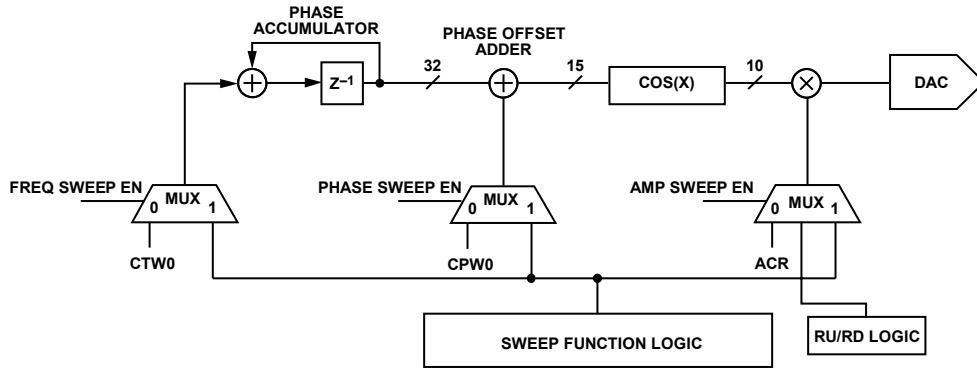 PHASE
ACCUMULATOR
PHASE OFFSET
ADDER
32
15
10
Z–1
COS(X)
DAC
FREQ SWEEP EN
MUX
0
1
PHASE SWEEP EN
MUX
0
1
AMP SWEEP EN
MUX
0
1
CTW0
CPW0
ACR
SWEEP FUNCTION LOGIC
RU/RD LOGIC